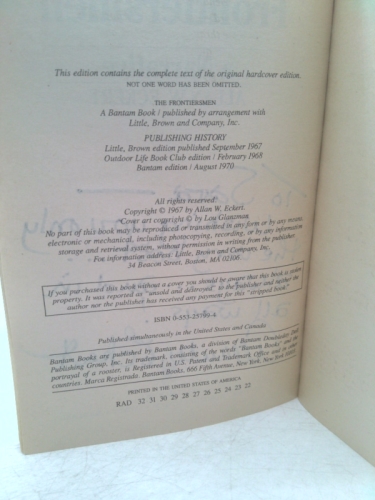 This edition contains the complete text of the original hardcover edition.
NOT ONE WORD HAS BEEN OMITTED.
THE FRONTIERSMEN
A Bantam Book / published by arrangement with
Little, Brown and Company, Inc.
PUBLISHING HISTORY
Little, Brown edition published September 1967
Outdoor Life Book Club edition / February 1968
Bantam edition / August 1970
All rights reserved.
Copyright © 1967 by Allan W. Eckert.
Cover art copyright © by Lou Glanzman.
No part of this book may be reproduced or transmitted in any form or by any means,
electronic or mechanical, including photocopying, recording, or by any information
storage and retrieval system, without permission in writing from the publisher.
For information address: Little, Brown and Company, Inc.
34 Beacon Street, Boston, MA 02106.
If you purchased this book without a cover you should be aware that this book is stolen
property. It was reported as "unsold and destroyed" to the publisher and neither the
author nor the publisher has received any payment for this "stripped book."
ISBN 0-553-25799-4
Published simultaneously in the United States and Canada
Bantam Books are published by Bantam Books, a division of Bantam Doubleday Dell
Publishing Group, Inc. Its trademark, consisting of the words "Bantam Books" and the
portrayal of a rooster, is Registered in U.S. Patent and Trademark Office and in other
countries. Marca Registrada. Bantam Books, 666 Fifth Avenue, New York, New York
PRINTED IN THE UNITED STATES OF AMERICA
RAD 32 31 30 29 28 27 26 25 24 23 22